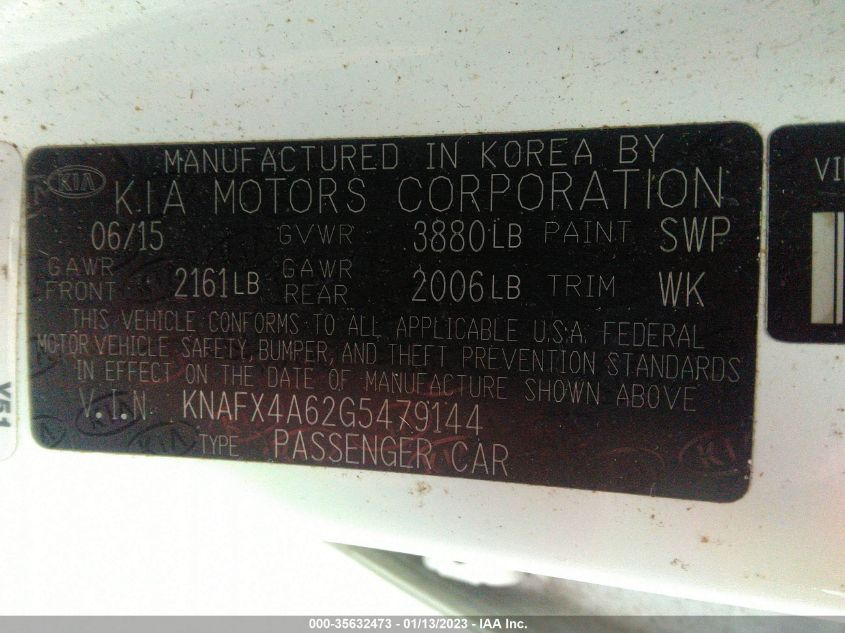 MANUFACTURED IN KOREA BY
KIA
KIA MOTORS CORPORATION
06/15 GVWR 3880LB PAINT SWP
GAWR FRONT 2161LB GAWR REAR 2006LB TRIM WK
THIS VEHICLE CONFORMS TO ALL APPLICABLE U.S.A. FEDERAL
MOTOR VEHICLE SAFETY, BUMPER, AND THEFT PREVENTION STANDARDS
IN EFFECT ON THE DATE OF MANUFACTURE SHOWN ABOVE
V.I.N. KNAFX4A62G5479144
TYPE PASSENGER CAR
Y51
000-35632473 — 01/13/2023 - IAA Inc.